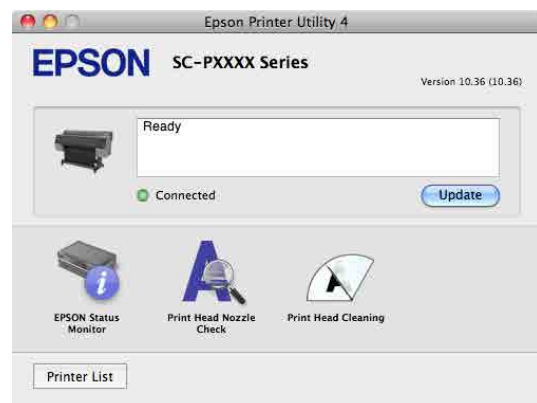 Epson Printer Utility 4
EPSON SC-PXXXX Series
Version 10.36 (10.36)
Ready
Connected
Update
EPSON Status
Monitor
Print Head Nozzle
Check
Print Head Cleaning
Printer List